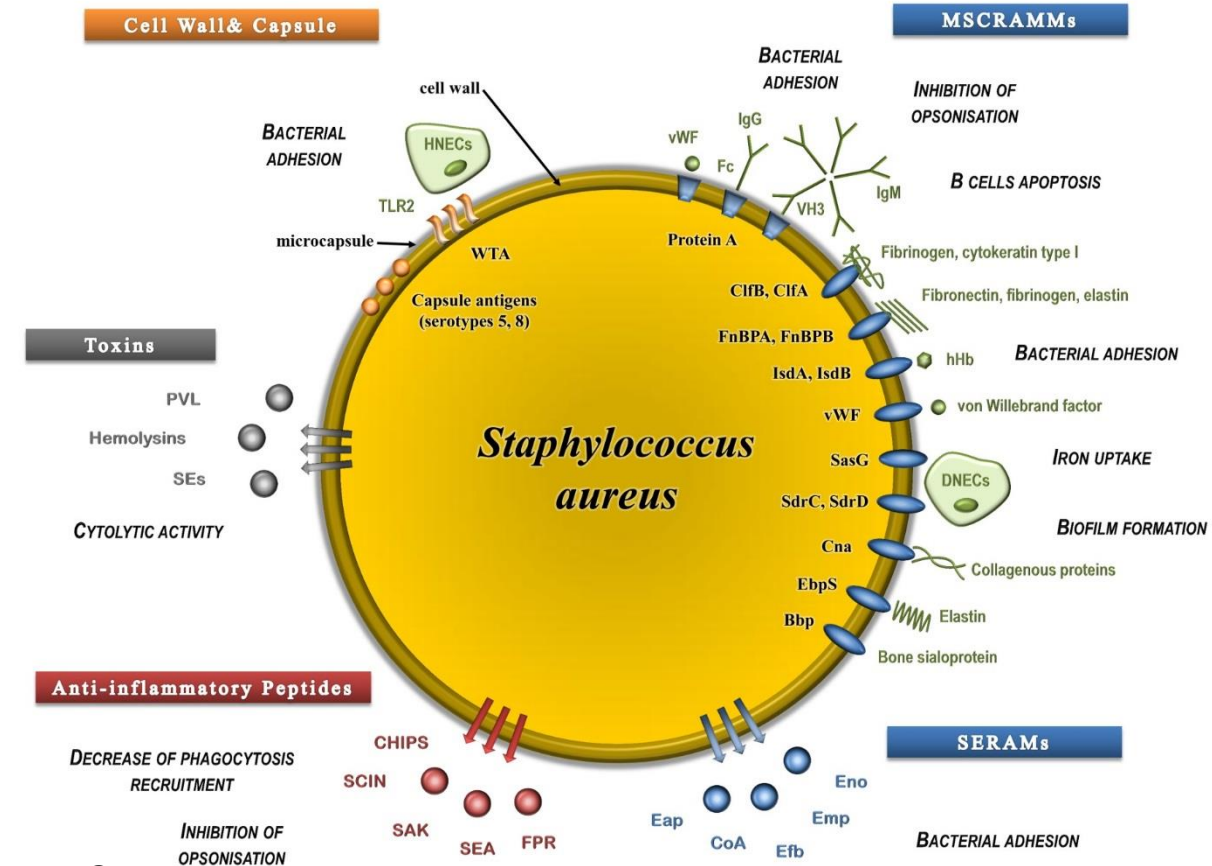 Cell Wall& Capsule
MSCRAMMs
BACTERIAL
ADHESION
INHIBITION OF
OPSONISATION
cell wall
BACTERIAL
ADHESION
HNECs
IgG
vWF
Fc
IgM
B CELLS APOPTOSIS
VH3
TLR2
microcapsule
WTA
Protein A
Fibrinogen, cytokeratin type I
ClfB, ClfA
Fibronectin, fibrinogen, elastin
Capsule antigens
(serotypes 5, 8)
FnBPA, FnBPB
Toxins
hHb
BACTERIAL ADHESION
IsdA, IsdB
PVL
vWF
von Willebrand factor
Hemolysins
Staphylococcus
aureus
SasG
IRON UPTAKE
SEs
DNECs
SdrC, SdrD
CYTOLYTIC ACTIVITY
BIOFILM FORMATION
Cna
Collagenous proteins
EbpS
Elastin
Bbp
Bone sialoprotein
Anti-inflammatory Peptides
SERAMs
DECREASE OF PHAGOCYTOSIS
RECRUITMENT
CHIPS
SCIN
Eno
SAK
Eap
Emp
SEA
FPR
CoA
Efb
INHIBITION OF
OPSONISATION
BACTERIAL ADHESION